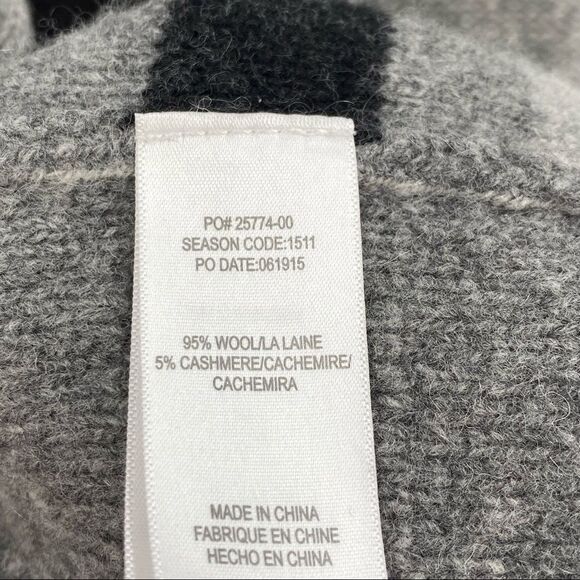 PO# 25774-00
SEASON CODE:1511
PO DATE:061915
95% WOOL/LA LAINE
5% CASHMERE/CACHEMIRE/
CACHEMIRA
MADE IN CHINA
FABRIQUE EN CHINE
HECHO EN CHINA